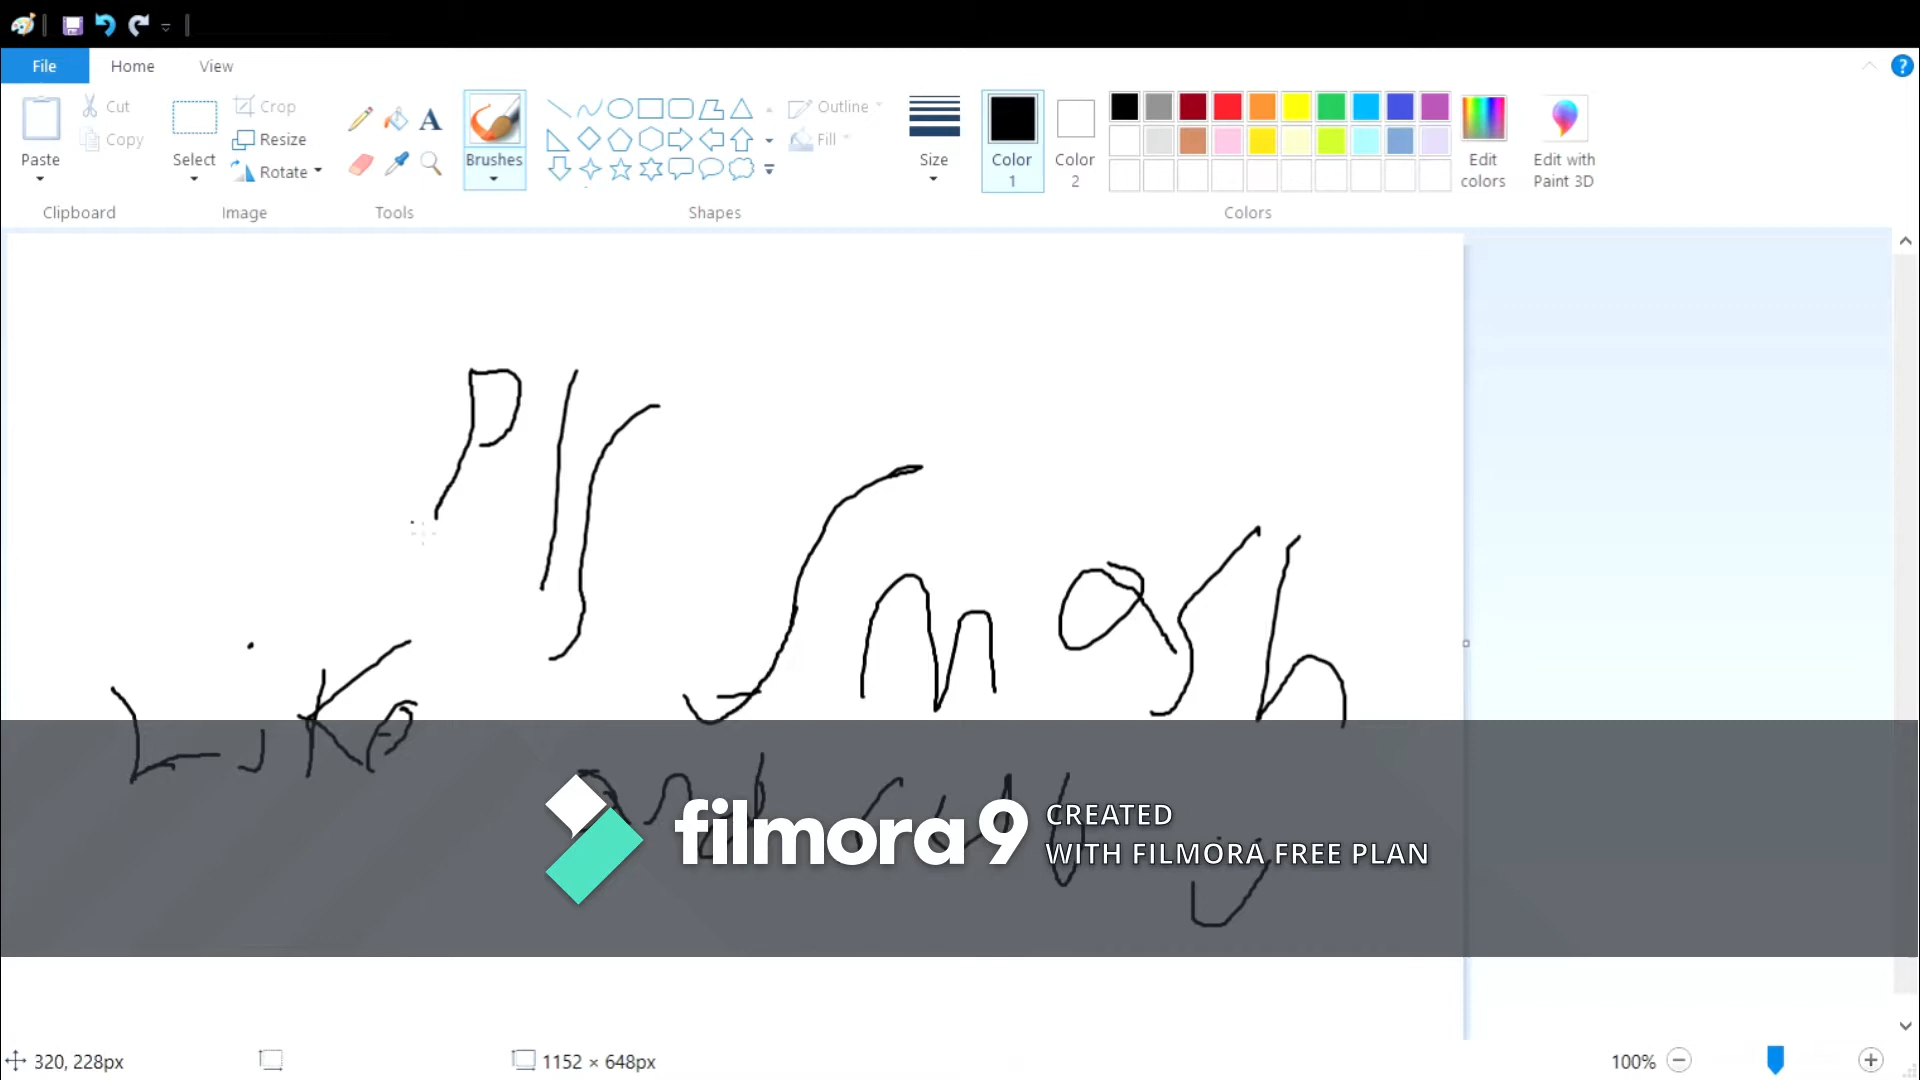 File Home View
Paste
Cut
Copy
Clipboard
Select
Crop
Resize
Rotate
Image
A
Tools
Brushes
Outline
Fill
Shapes
Size
Color 1
Color 2
Edit colors
Edit with Paint 3D
Colors
?
Pls
Smash
Like
and sub
filmora9 CREATED
WITH FILMORA FREE PLAN
320, 228px
1152 × 648px
100%